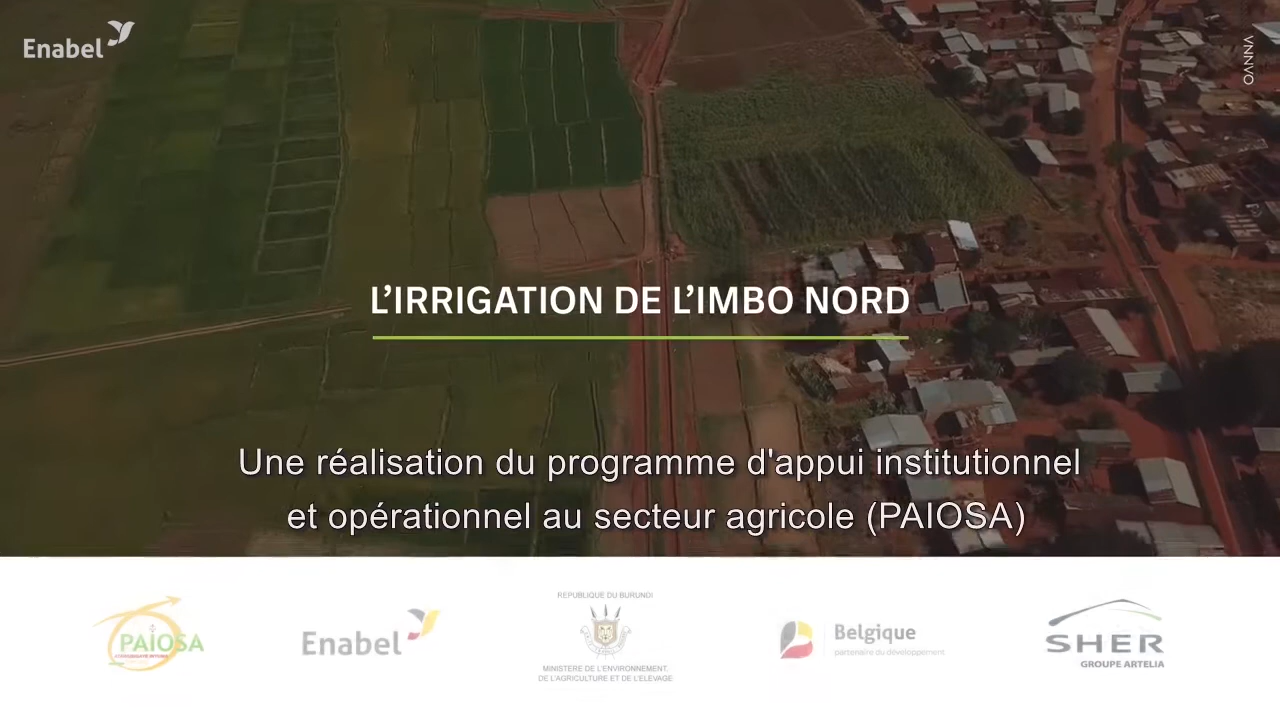 Enabel
OANNA
L'IRRIGATION DE L'IMBO NORD
Une réalisation du programme d'appui institutionnel
et opérationnel au secteur agricole (PAIOSA)
PAIOSA
Enabel
REPUBLIQUE DU BURUNDI
MINISTERE DE L'ENVIRONNEMENT,
DE L'AGRICULTURE ET DE L'ELEVAGE
Belgique
partenaire du développement
SHER
GROUPE ARTELIA